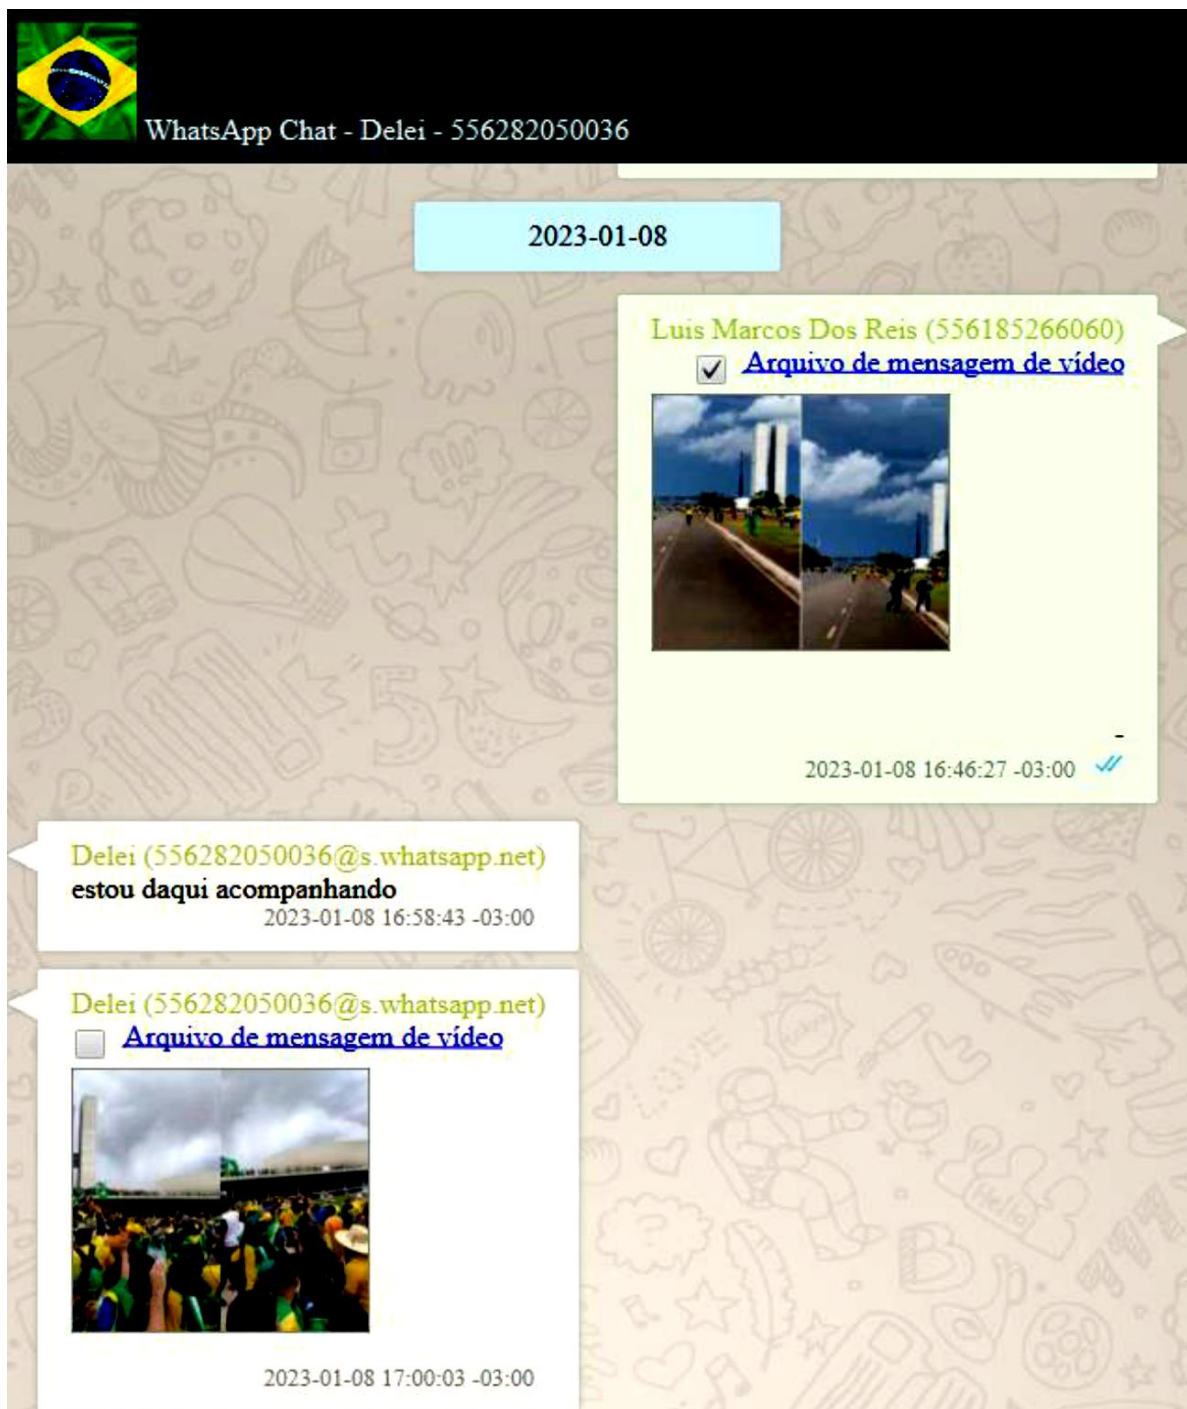 WhatsApp Chat - Delei - 556282050036
2023-01-08
Luis Marcos Dos Reis (556185266060)
Arquivo de mensagem de vídeo
-
2023-01-08 16:46:27 -03:00
Delei (556282050036@s.whatsapp.net)
estou daqui acompanhando
2023-01-08 16:58:43 -03:00
Delei (556282050036@s.whatsapp.net)
Arquivo de mensagem de vídeo
2023-01-08 17:00:03 -03:00